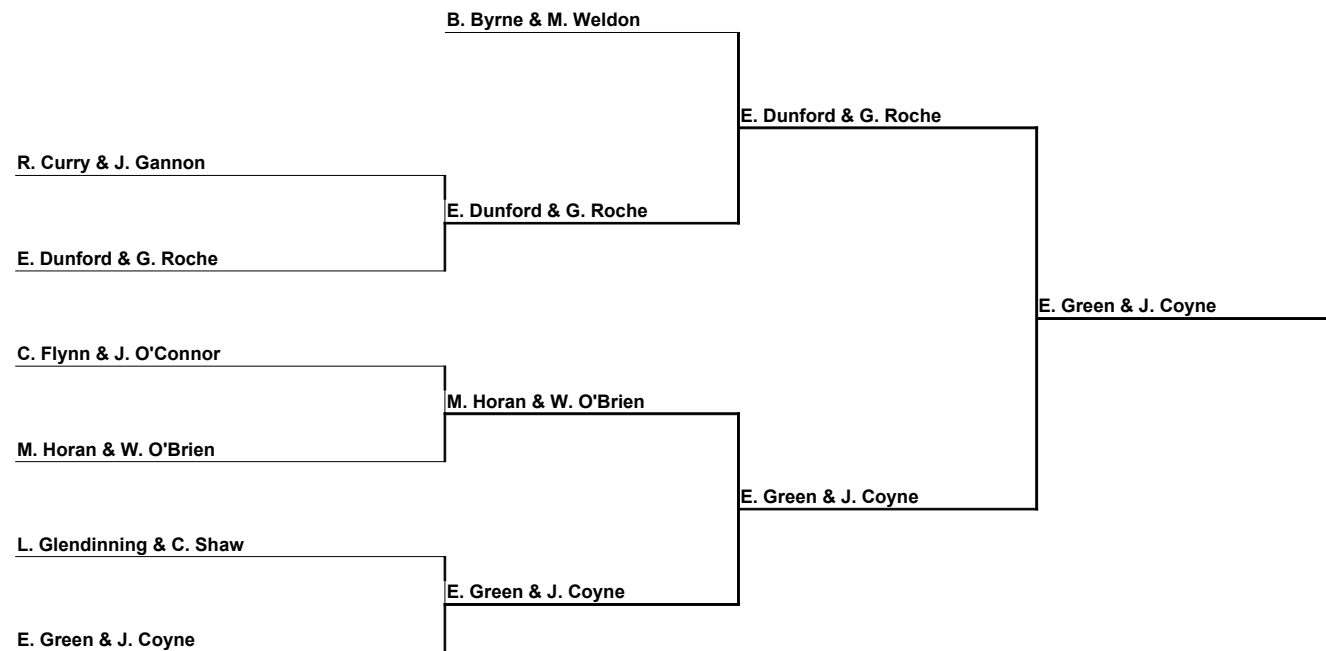 B. Byrne & M. Weldon
E. Dunford & G. Roche
R. Curry & J. Gannon
E. Dunford & G. Roche
E. Dunford & G. Roche
E. Green & J. Coyne
C. Flynn & J. O'Connor
M. Horan & W. O'Brien
M. Horan & W. O'Brien
E. Green & J. Coyne
L. Glendinning & C. Shaw
E. Green & J. Coyne
E. Green & J. Coyne